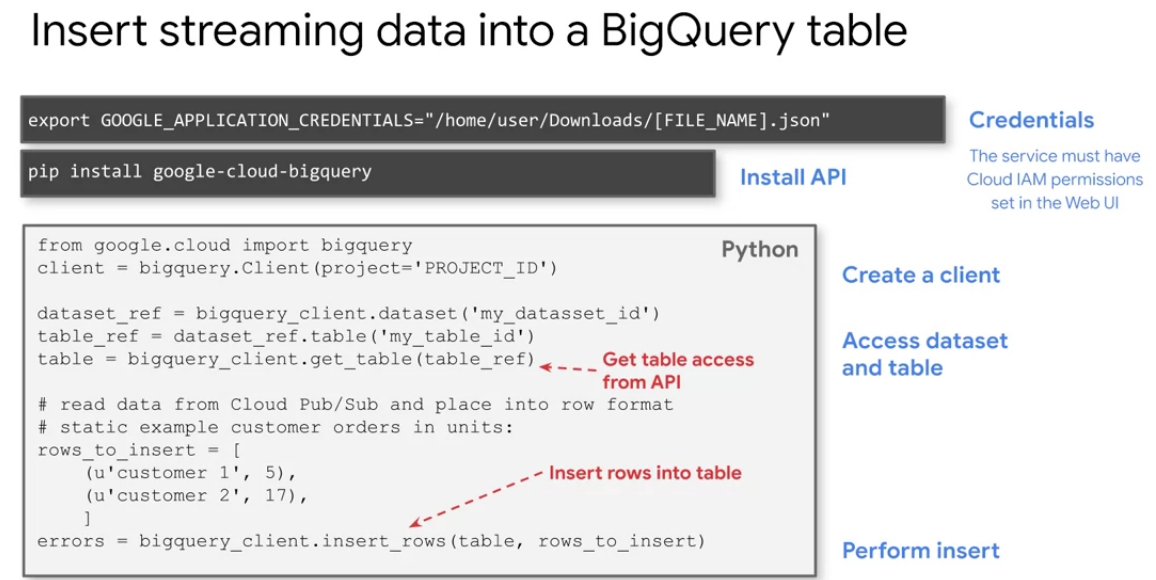 Insert streaming data into a BigQuery table
export GOOGLE_APPLICATION_CREDENTIALS="/home/user/Downloads/[FILE_NAME].json"
Credentials
The service must have
Cloud IAM permissions
set in the Web UI
pip install google-cloud-bigquery
Install API
Python
from google.cloud import bigquery
client = bigquery.Client(project='PROJECT_ID')
Create a client
dataset_ref = bigquery_client.dataset('my_datasset_id')
table_ref = dataset_ref.table('my_table_id')
table = bigquery_client.get_table(table_ref)
Get table access
from API
Access dataset
and table
# read data from Cloud Pub/Sub and place into row format
# static example customer orders in units:
rows_to_insert = [
(u'customer 1', 5),
(u'customer 2', 17),
]
Insert rows into table
errors = bigquery_client.insert_rows(table, rows_to_insert)
Perform insert